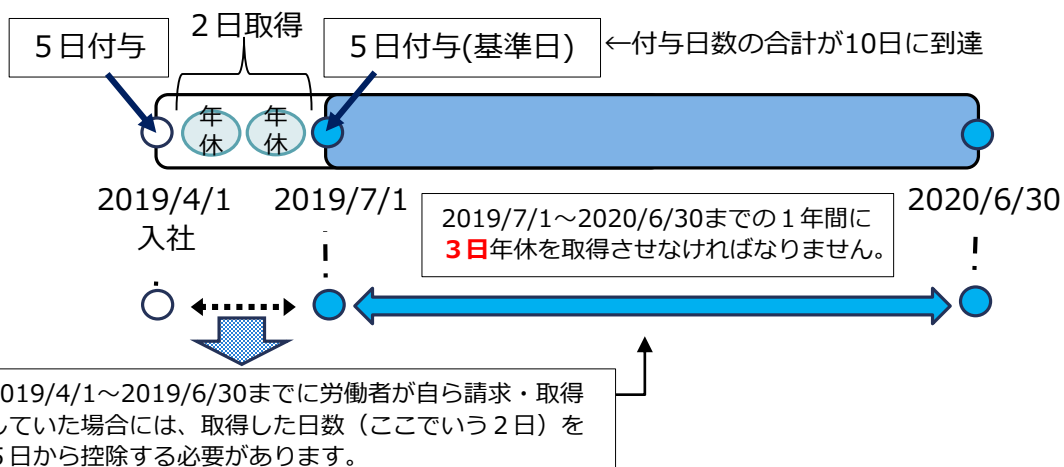 ２日取得
５日付与
５日付与(基準日)
←付与日数の合計が10日に到達
年休
年休
2019/4/1
入社
2019/7/1
2020/6/30
2019/7/1～2020/6/30までの１年間に
３日年休を取得させなければなりません。
019/4/1～2019/6/30までに労働者が自ら請求・取得
していた場合には、取得した日数（ここでいう２日）を
５日から控除する必要があります。